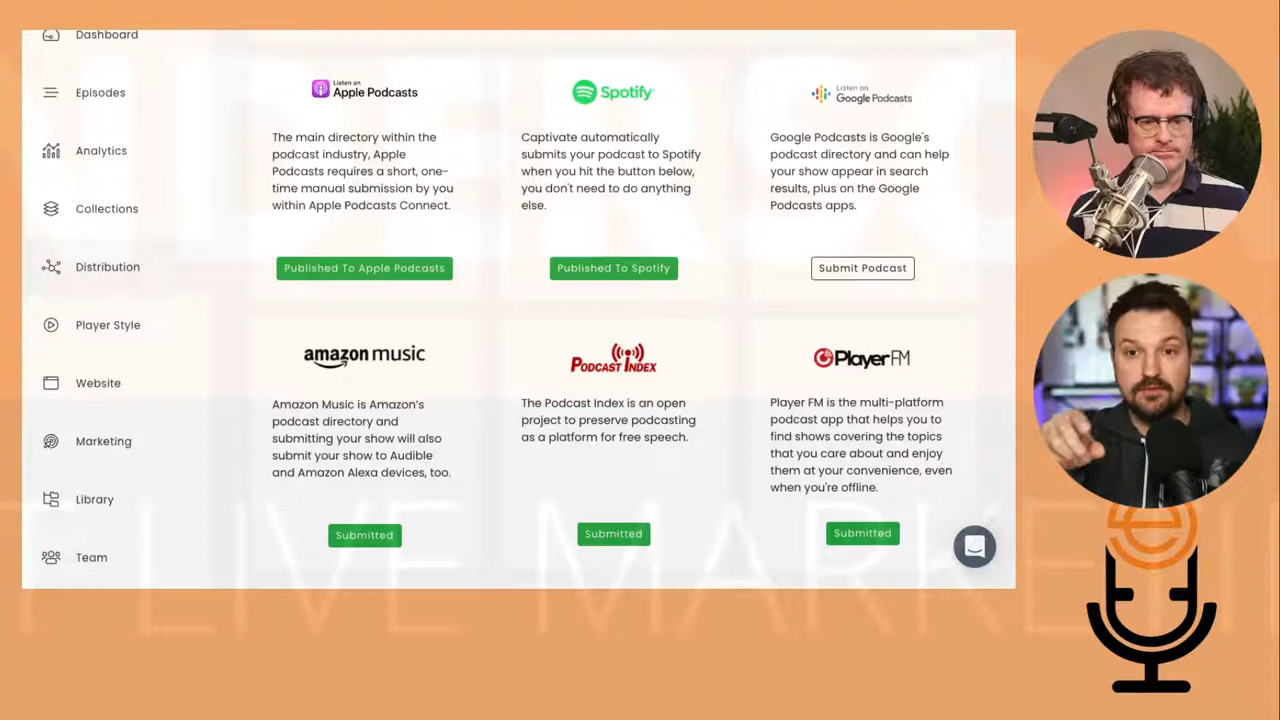 Dashboard
Episodes
Analytics
Collections
Distribution
Player Style
Website
Marketing
Library
Team
Listen on
Apple Podcasts
The main directory within the
podcast industry, Apple
Podcasts requires a short, one-
time manual submission by you
within Apple Podcasts Connect.
Published To Apple Podcasts
Spotify
Captivate automatically
submits your podcast to Spotify
when you hit the button below,
you don't need to do anything
else.
Published To Spotify
Listen on
Google Podcasts
Google Podcasts is Google's
podcast directory and can help
your show appear in search
results, plus on the Google
Podcasts apps.
Submit Podcast
amazon music
Amazon Music is Amazon's
podcast directory and
submitting your show will also
submit your show to Audible
and Amazon Alexa devices, too.
Submitted
PODCAST INDEX
The Podcast Index is an open
project to preserve podcasting
as a platform for free speech.
Submitted
Player FM
Player FM is the multi-platform
podcast app that helps you to
find shows covering the topics
that you care about and enjoy
them at your convenience, even
when you're offline.
Submitted
e
LIVE